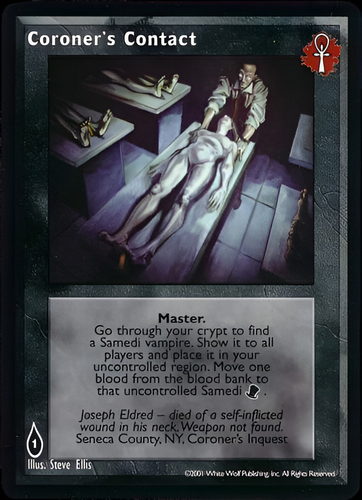 Coroner's Contact
Master.
Go through your crypt to find
a Samedi vampire. Show it to all
players and place it in your
uncontrolled region. Move one
blood from the blood bank to
that uncontrolled Samedi .
Joseph Eldred – died of a self-inflicted
wound in his neck. Weapon not found.
Seneca County, NY, Coroner's Inquest
1
Illus. Steve Ellis
©2001 White Wolf Publishing, Inc. All Rights Reserved.